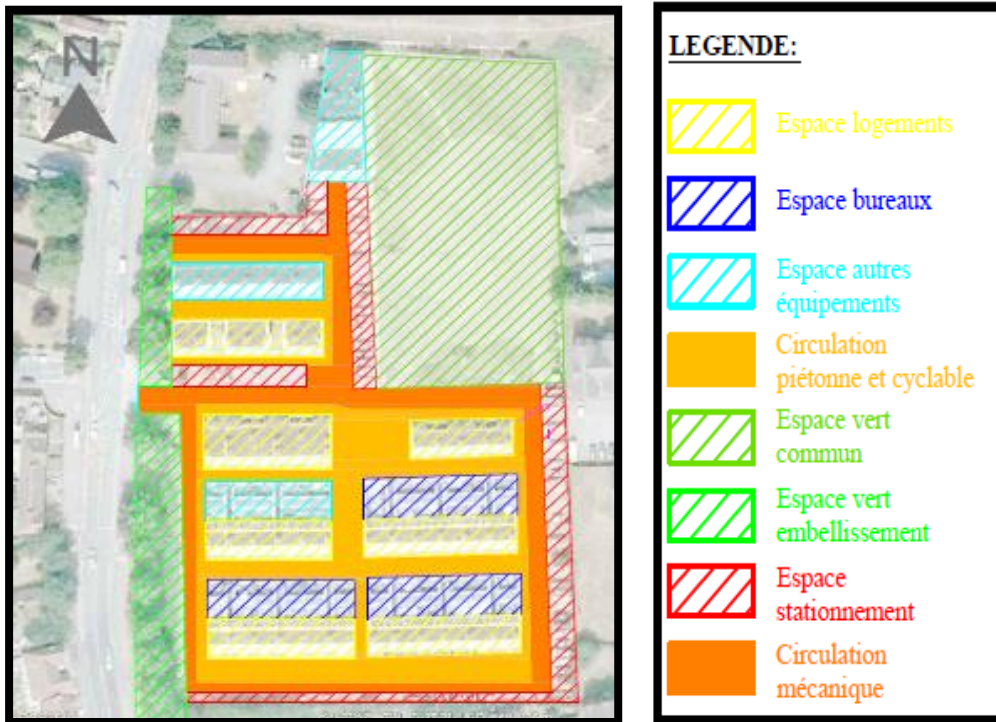 N
LEGENDE:
Espace logements
Espace bureaux
Espace autres
équipements
Circulation
piétonne et cyclable
Espace vert
commun
Espace vert
embellissement
Espace
stationnement
Circulation
mécanique